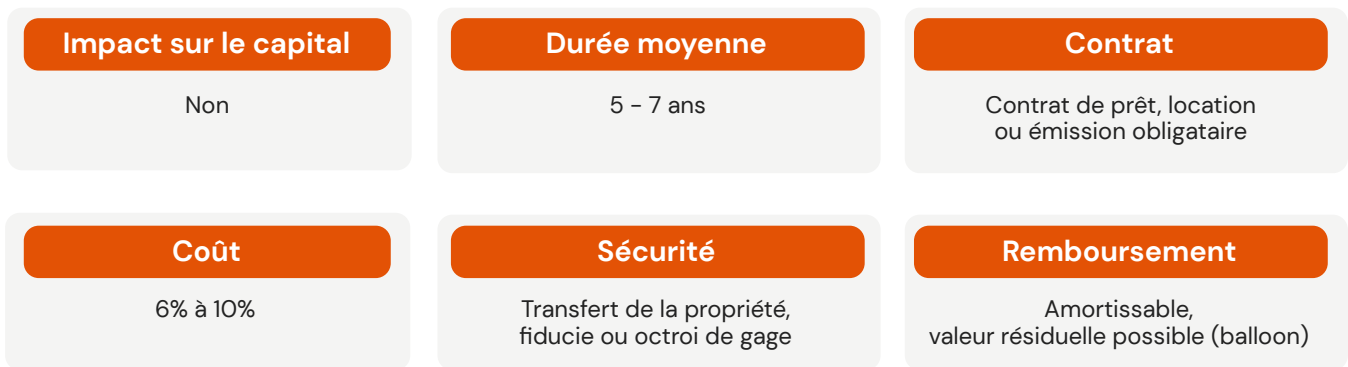 Impact sur le capital
Non
Durée moyenne
5 - 7 ans
Contrat
Contrat de prêt, location
ou émission obligataire
Coût
6% à 10%
Sécurité
Transfert de la propriété,
fiducie ou octroi de gage
Remboursement
Amortissable,
valeur résiduelle possible (balloon)